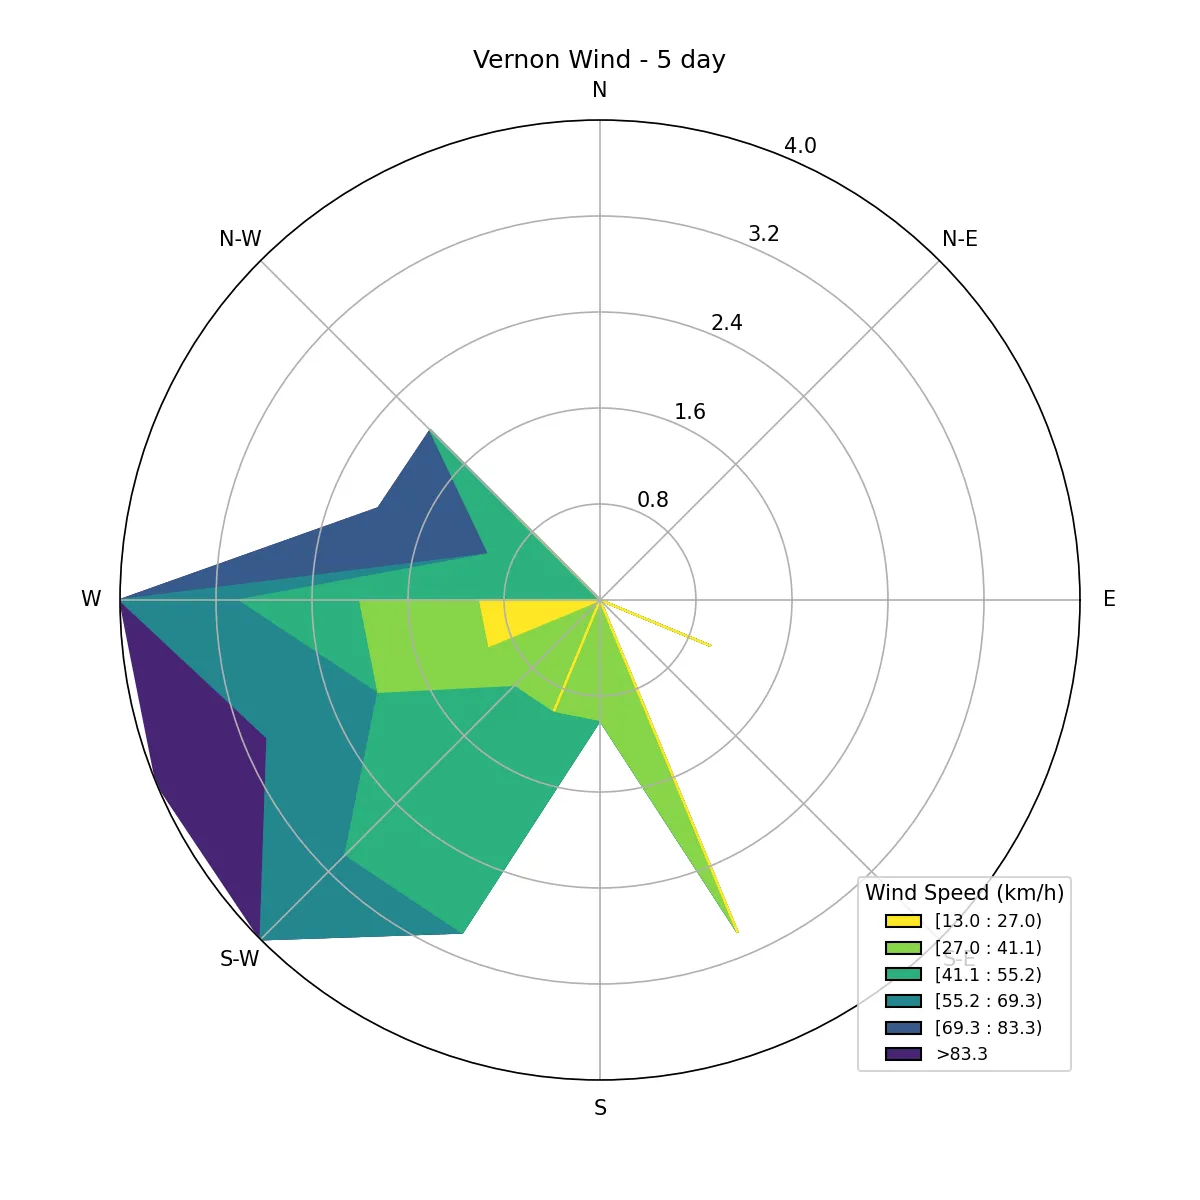 Vernon Wind - 5 day
N
4.0
N-W
3.2
N-E
2.4
1.6
0.8
W
E
Wind Speed (km/h)
[13.0 : 27.0)
[27.0 : 41.1)
S-W
S-E
[41.1 : 55.2)
[55.2 : 69.3)
[69.3 : 83.3)
>83.3
S